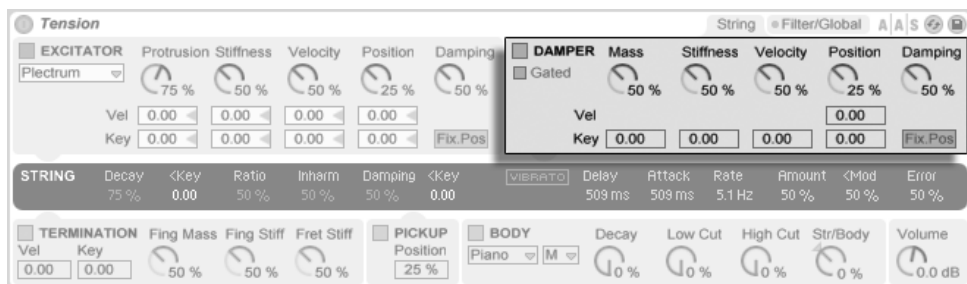 Tension String Filter/Global A A S
EXCITATOR Protrusion Stiffness Velocity Position Damping
Plectrum
75 % 50 % 50 % 25 % 50 %
Vel 0.00 0.00 0.00 0.00
Key 0.00 0.00 0.00 0.00 Fix.Pos
DAMPER Mass Stiffness Velocity Position Damping
Gated
50 % 50 % 50 % 25 % 50 %
Vel 0.00
Key 0.00 0.00 0.00 0.00 Fix.Pos
STRING Decay <Key Ratio Inharm Damping <Key VIBRATO Delay Attack Rate Amount <Mod Error
75 % 0.00 50 % 50 % 50 % 0.00 509 ms 509 ms 5.1 Hz 50 % 50 % 50 %
TERMINATION Fing Mass Fing Stiff Fret Stiff
Vel Key
0.00 0.00 50 % 50 % 50 %
PICKUP
Position
25 %
BODY Decay Low Cut High Cut Str/Body
Piano M
0 % 0 % 0 % 0 %
Volume
0.0 dB